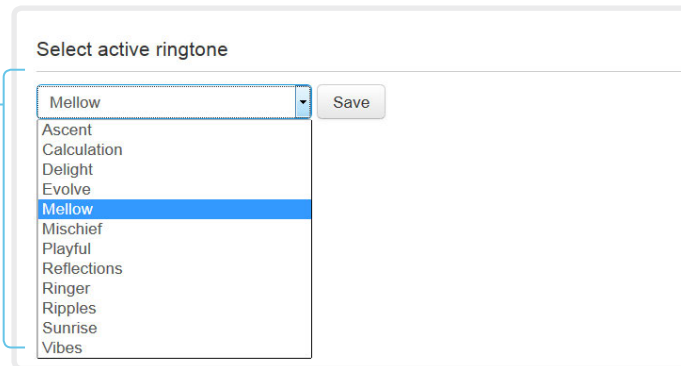 Select active ringtone
Mellow Save
Ascent
Calculation
Delight
Evolve
Mellow
Mischief
Playful
Reflections
Ringer
Ripples
Sunrise
Vibes